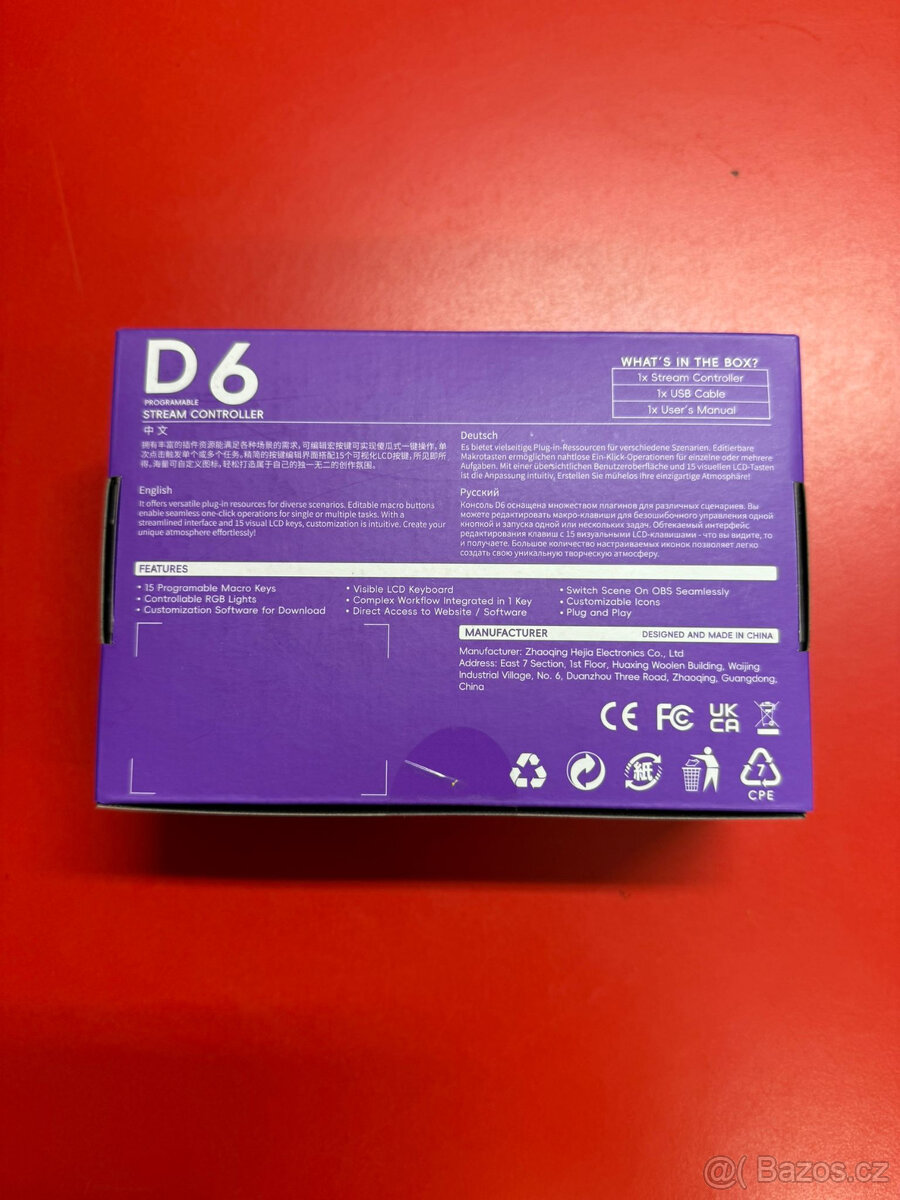 D6
PROGRAMABLE
STREAM CONTROLLER
WHAT'S IN THE BOX?
1x Stream Controller
1x USB Cable
1x User's Manual
中文
拥有丰富的插件资源能满足各种场景的需求，可编辑宏按键可实现傻瓜式一键操作，单
次点击触发单个或多个任务。精简的按键编辑界面搭配15个可视化LCD按键，所见即所
得。海量可自定义图标，轻松打造属于自己的独一无二的创作氛围。
English
It offers versatile plug-in resources for diverse scenarios. Editable macro buttons
enable seamless one-click operations for single or multiple tasks. With a
streamlined interface and 15 visual LCD keys, customization is intuitive. Create your
unique atmosphere effortlessly!
Deutsch
Es bietet vielseitige Plug-in-Ressourcen für verschiedene Szenarien. Editierbare
Makrotasten ermöglichen nahtlose Ein-Klick-Operationen für einzelne oder mehrere
Aufgaben. Mit einer übersichtlichen Benutzeroberfläche und 15 visuellen LCD-Tasten
ist die Anpassung intuitiv, Erstellen Sie mühelos Ihre einzigartige Atmosphäre!
Русский
Консоль D6 оснащена множеством плагинов для различных сценариев. Вы
можете редактировать макро-клавиши для безошибочного управления одной
кнопкой и запуска одной или нескольких задач. Обтекаемый интерфейс
редактирования клавиш с 15 визуальными LCD-клавишами - что вы видите, то
и получаете. Большое количество настраиваемых иконок позволяет легко
создать свою уникальную творческую атмосферу.
FEATURES
• 15 Programable Macro Keys
• Controllable RGB Lights
• Customization Software for Download
• Visible LCD Keyboard
• Complex Workflow Integrated in 1 Key
• Direct Access to Website / Software
• Switch Scene On OBS Seamlessly
• Customizable Icons
• Plug and Play
MANUFACTURER DESIGNED AND MADE IN CHINA
Manufacturer: Zhaoqing Hejia Electronics Co., Ltd
Address: East 7 Section, 1st Floor, Huaxing Woolen Building, Waijing
Industrial Village, No. 6, Duanzhou Three Road, Zhaoqing, Guangdong,
China
CE FC UK
CA
紙 7
CPE
@( Bazos.cz